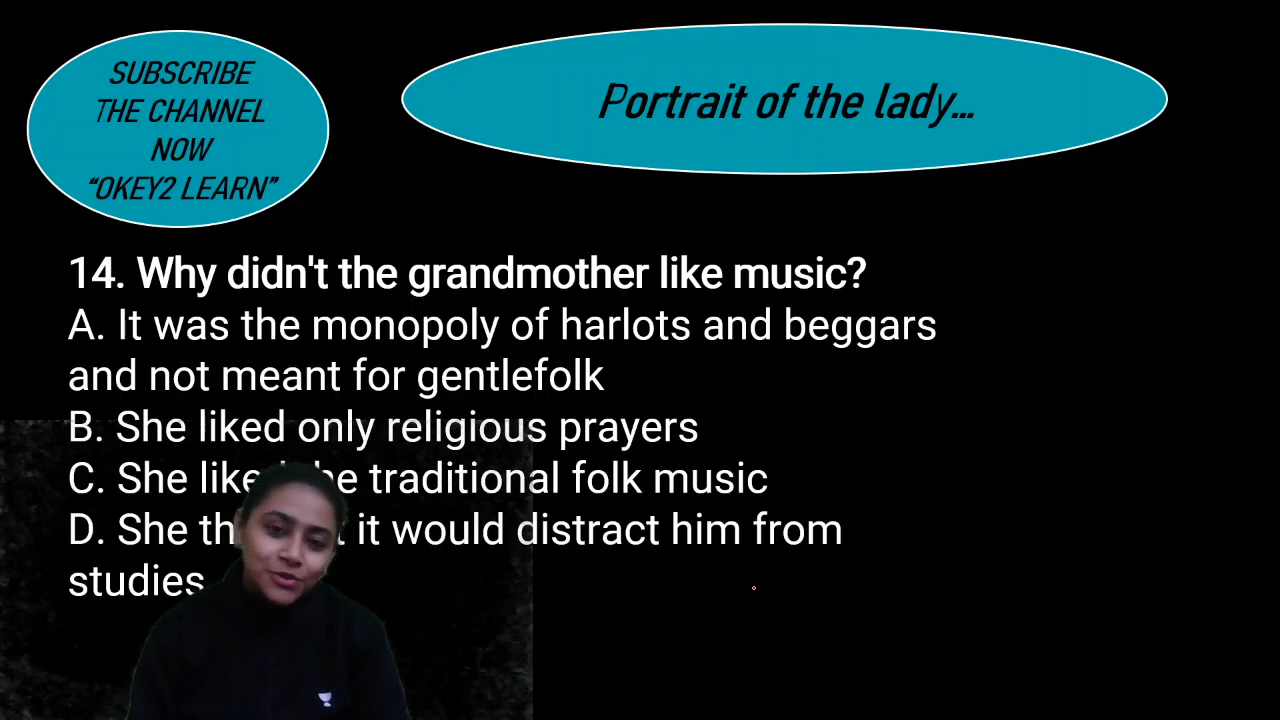 SUBSCRIBE
THE CHANNEL
NOW
“OKEY2 LEARN”
Portrait of the lady...
14. Why didn't the grandmother like music?
A. It was the monopoly of harlots and beggars
and not meant for gentlefolk
B. She liked only religious prayers
C. She liked the traditional folk music
D. She it would distract him from
studies